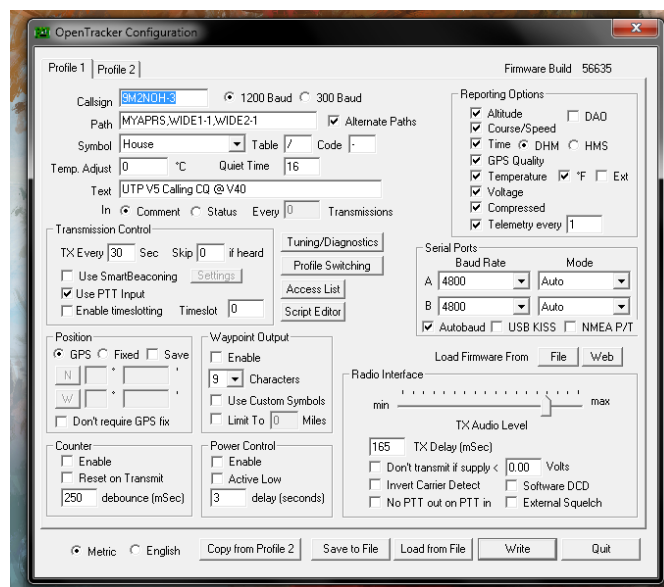 OpenTracker Configuration
Profile 1 Profile 2 Firmware Build 56635
Callsign 9M2NOH-3 1200 Baud 300 Baud
Path MYAPRS,WIDE1-1,WIDE2-1 Alternate Paths
Symbol House Table / Code -
Temp. Adjust 0 °C Quiet Time 16
Text UTP V5 Calling CQ @ V40
In Comment Status Every 0 Transmissions
Reporting Options
Altitude DAO
Course/Speed
Time DHM HMS
GPS Quality
Temperature °F Ext
Voltage
Compressed
Telemetry every 1
Transmission Control
TX Every 30 Sec Skip 0 if heard
Use SmartBeaconing Settings
Use PTT Input
Enable timeslotting Timeslot 0
Tuning/Diagnostics
Profile Switching
Access List
Script Editor
Serial Ports
Baud Rate Mode
A 4800 Auto
B 4800 Auto
Autobaud USB KISS NMEA P/T
Load Firmware From File Web
Position
GPS Fixed Save
N ° '
W ° '
Don't require GPS fix
Waypoint Output
Enable
9 Characters
Use Custom Symbols
Limit To 0 Miles
Radio Interface
min max
TX Audio Level
165 TX Delay (mSec)
Don't transmit if supply < 0.00 Volts
Invert Carrier Detect Software DCD
No PTT out on PTT in External Squelch
Counter
Enable
Reset on Transmit
250 debounce (mSec)
Power Control
Enable
Active Low
3 delay (seconds)
Metric English Copy from Profile 2 Save to File Load from File Write Quit